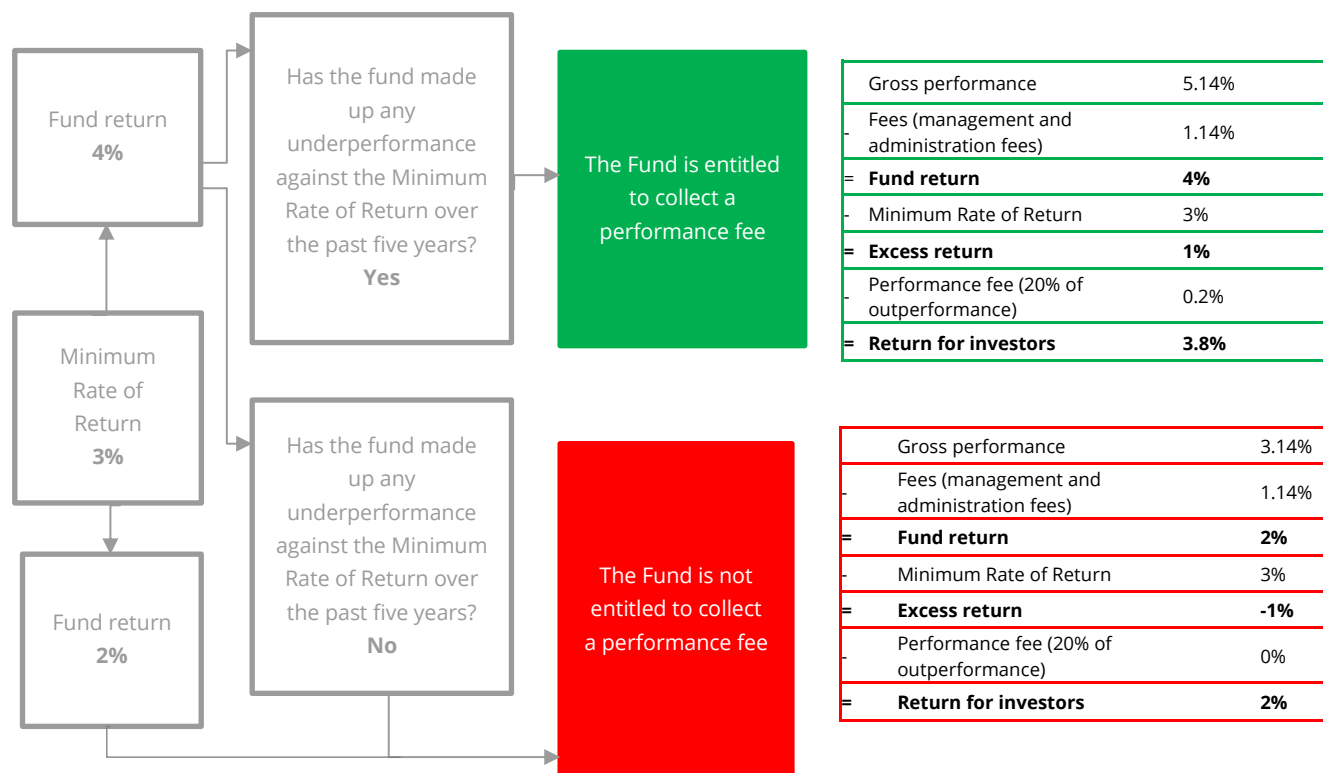 Fund return
4%
Minimum
Rate of
Return
3%
Fund return
2%
Has the fund made
up any
underperformance
against the Minimum
Rate of Return over
the past five years?
Yes
Has the fund made
up any
underperformance
against the Minimum
Rate of Return over
the past five years?
No
The Fund is entitled
to collect a
performance fee
The Fund is not
entitled to collect
a performance fee
Gross performance 5.14%
- Fees (management and
administration fees) 1.14%
= Fund return 4%
- Minimum Rate of Return 3%
= Excess return 1%
- Performance fee (20% of
outperformance) 0.2%
= Return for investors 3.8%
Gross performance 3.14%
- Fees (management and
administration fees) 1.14%
= Fund return 2%
- Minimum Rate of Return 3%
= Excess return -1%
- Performance fee (20% of
outperformance) 0%
= Return for investors 2%